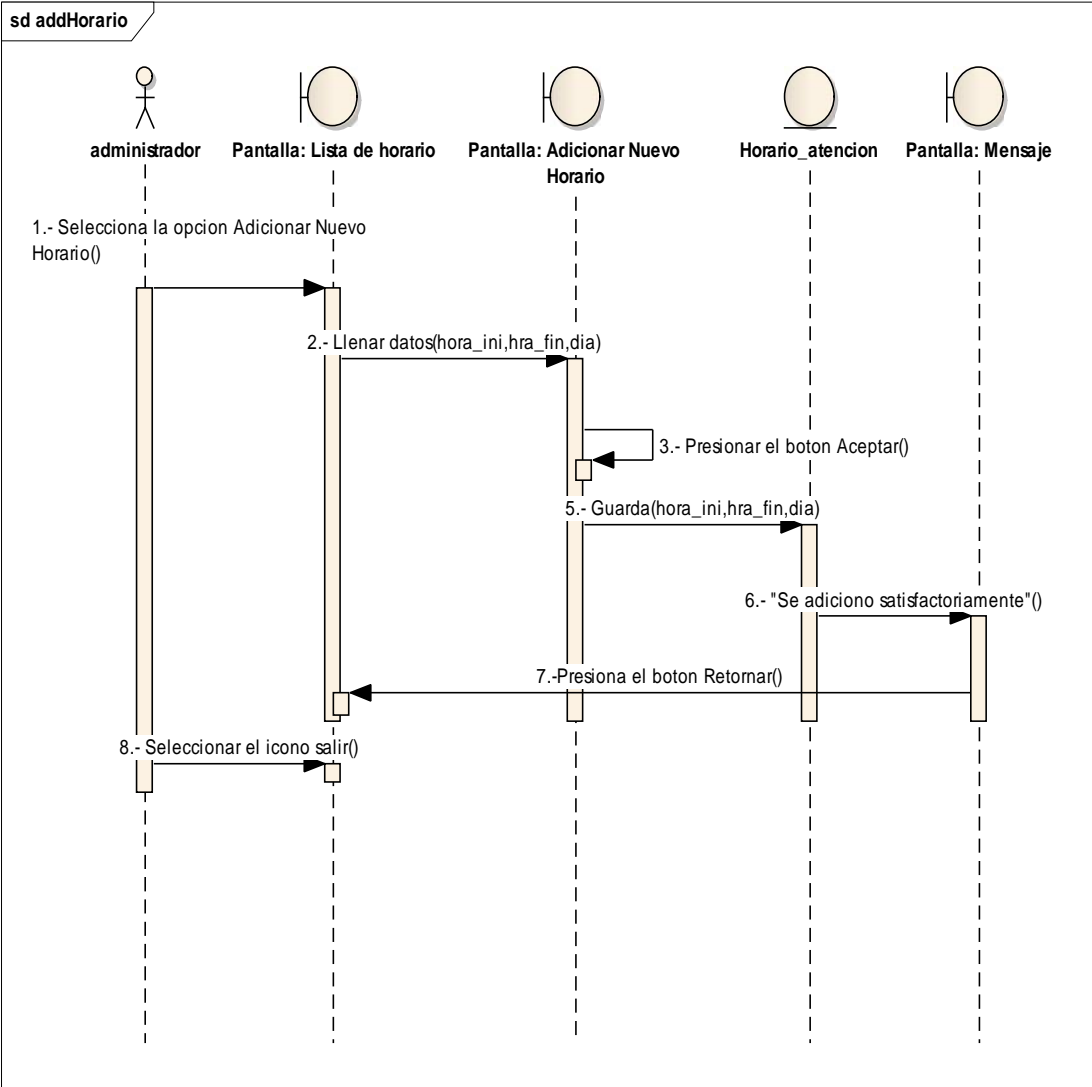 sd addHorario
administrador
Pantalla: Lista de horario
Pantalla: Adicionar Nuevo
Horario
Horario_atencion
Pantalla: Mensaje
1.- Selecciona la opcion Adicionar Nuevo
Horario()
2.- Llenar datos(hora_ini,hra_fin,dia)
3.- Presionar el boton Aceptar()
5.- Guarda(hora_ini,hra_fin,dia)
6.- "Se adiciono satisfactoriamente"()
7.-Presiona el boton Retornar()
8.- Seleccionar el icono salir()